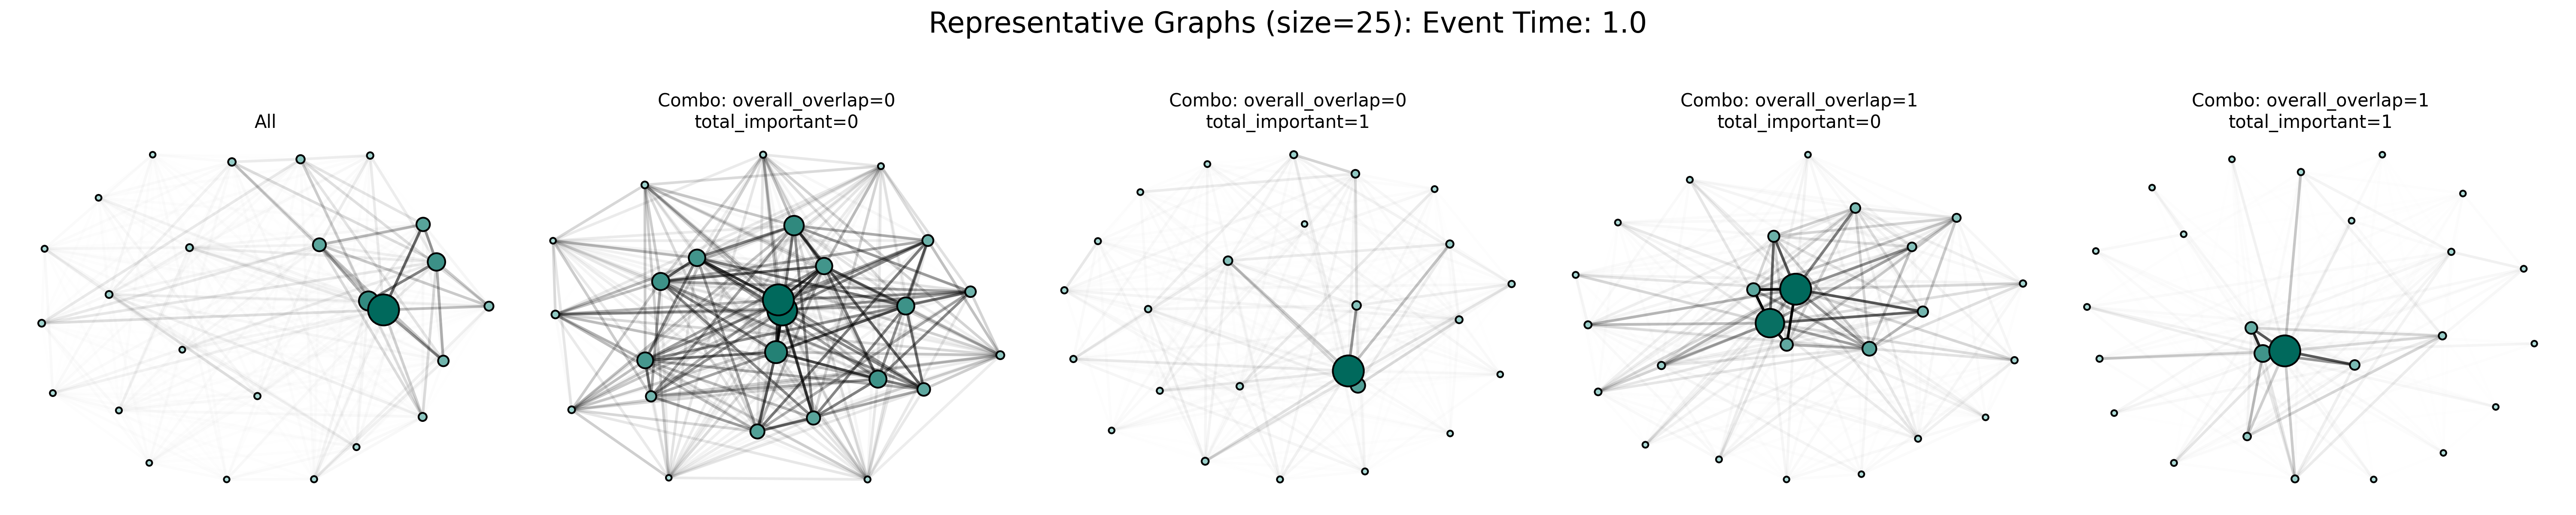 Representative Graphs (size=25): Event Time: 1.0
All
Combo: overall_overlap=0
total_important=0
Combo: overall_overlap=0
total_important=1
Combo: overall_overlap=1
total_important=0
Combo: overall_overlap=1
total_important=1